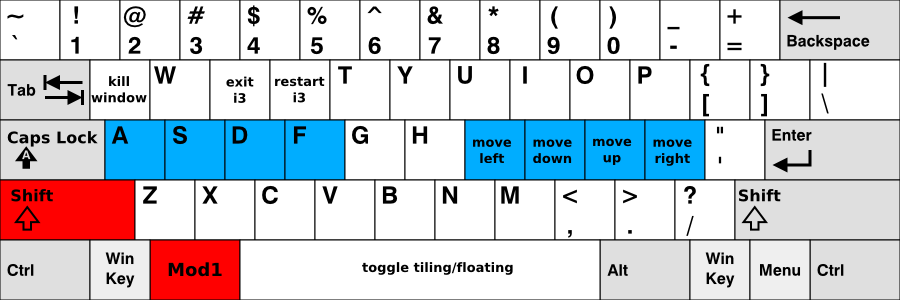 ~ ! @ # $ % ^ & * ( ) _ +
` 1 2 3 4 5 6 7 8 9 0 - = Backspace
Tab kill window W exit i3 restart i3 T Y U I O P { [ } ] | \
Caps Lock A A S D F G H move left move down move up move right " ' Enter
Shift Z X C V B N M < , > . ? / Shift
Ctrl Win Key Mod1 toggle tiling/floating Alt Win Key Menu Ctrl